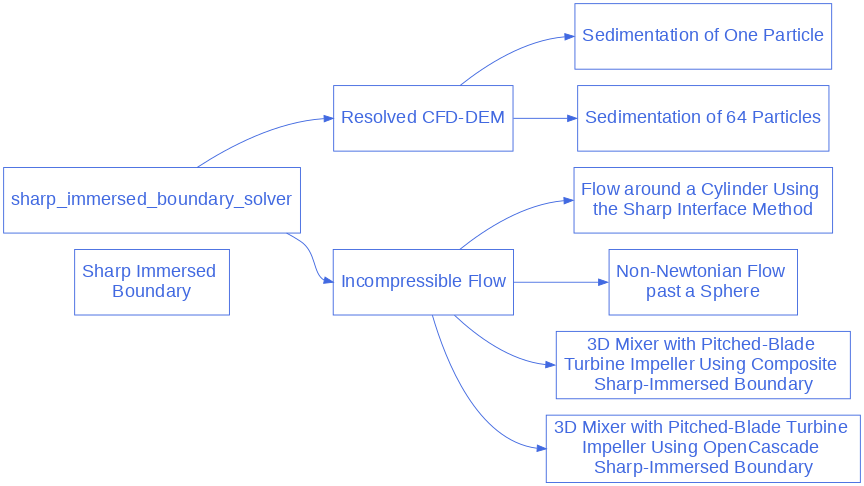 Sedimentation of One Particle
Resolved CFD-DEM
Sedimentation of 64 Particles
sharp_immersed_boundary_solver
Flow around a Cylinder Using
the Sharp Interface Method
Sharp Immersed
Boundary
Incompressible Flow
Non-Newtonian Flow
past a Sphere
3D Mixer with Pitched-Blade
Turbine Impeller Using Composite
Sharp-Immersed Boundary
3D Mixer with Pitched-Blade Turbine
Impeller Using OpenCascade
Sharp-Immersed Boundary